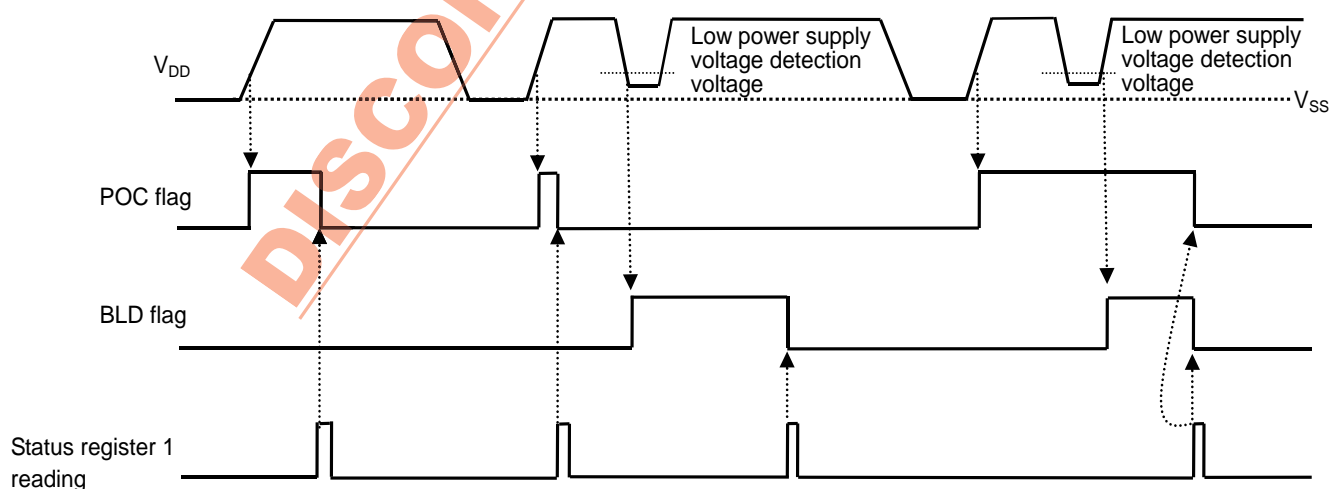 Low power supply
voltage detection
voltage
Low power supply
voltage detection
voltage
VDD
VSS
POC flag
BLD flag
Status register 1
reading
DISCON